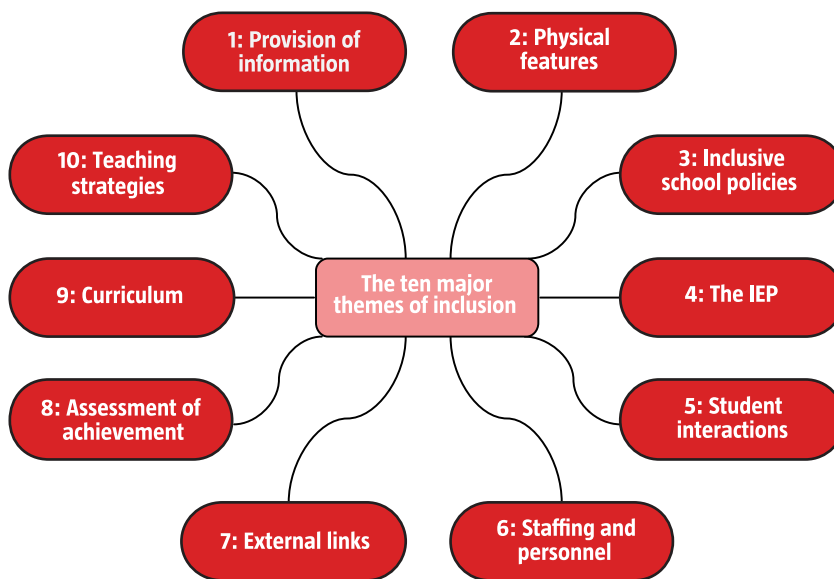 1: Provision of
information
2: Physical
features
3: Inclusive
school policies
4: The IEP
5: Student
interactions
6: Staffing and
personnel
7: External links
8: Assessment of
achievement
9: Curriculum
10: Teaching
strategies
The ten major
themes of inclusion